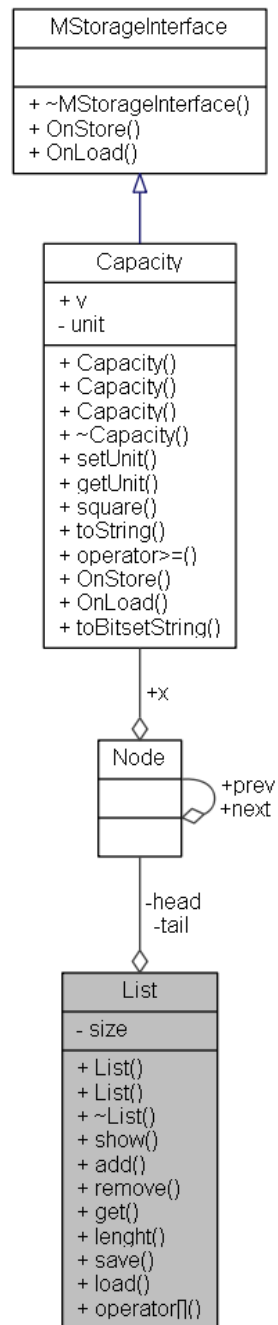 MStorageInterface
+ ~MStorageInterface()
+ OnStore()
+ OnLoad()
Capacity
+ v
- unit
+ Capacity()
+ Capacity()
+ Capacity()
+ ~Capacity()
+ setUnit()
+ getUnit()
+ square()
+ toString()
+ operator>=()
+ OnStore()
+ OnLoad()
+ toBitsetString()
+x
Node
+prev
+next
-head
-tail
List
- size
+ List()
+ List()
+ ~List()
+ show()
+ add()
+ remove()
+ get()
+ lenght()
+ save()
+ load()
+ operator[]()